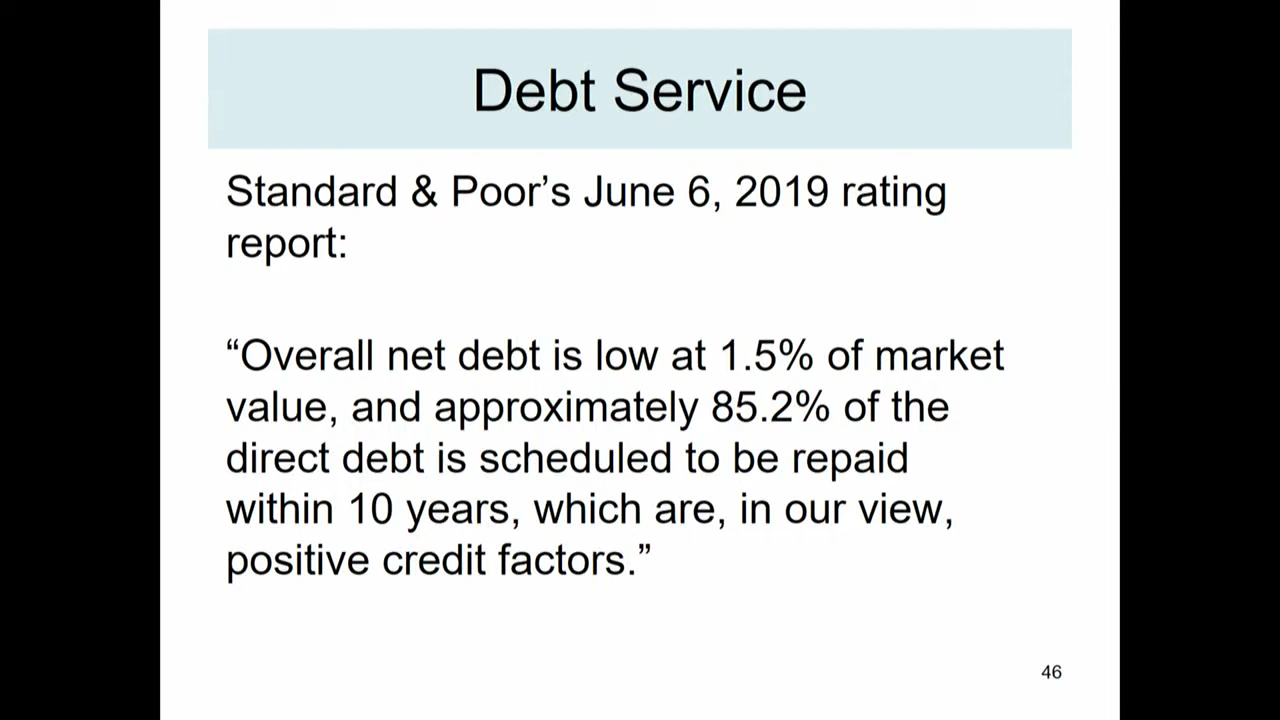 Debt Service
Standard & Poor’s June 6, 2019 rating
report:
“Overall net debt is low at 1.5% of market
value, and approximately 85.2% of the
direct debt is scheduled to be repaid
within 10 years, which are, in our view,
positive credit factors.”
46